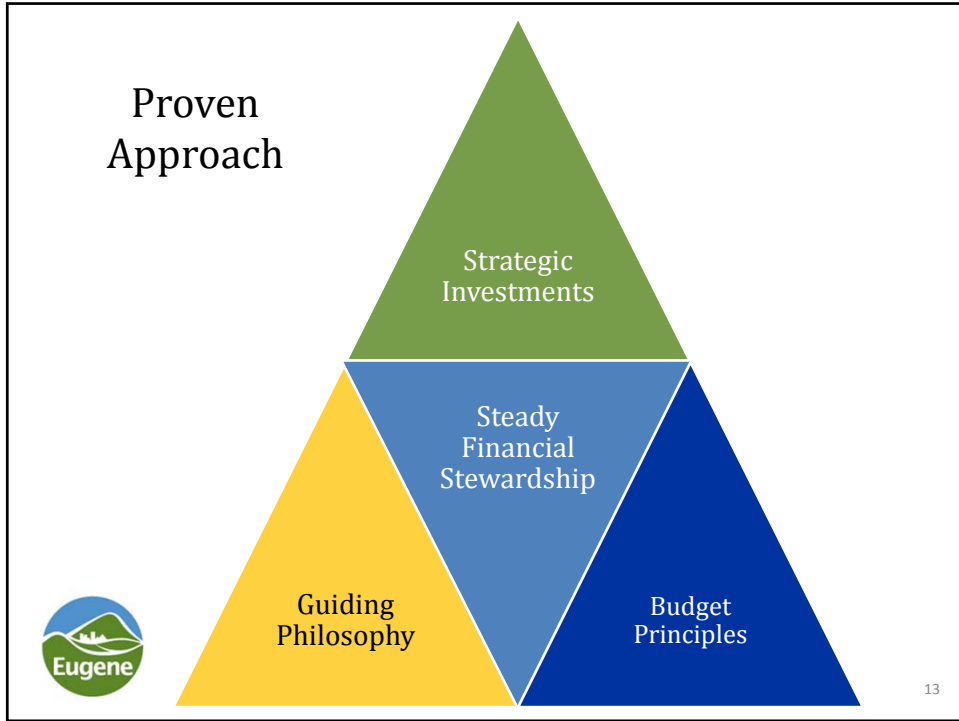 Proven
Approach
Strategic
Investments
Steady
Financial
Stewardship
Guiding
Philosophy
Budget
Principles
Eugene
13